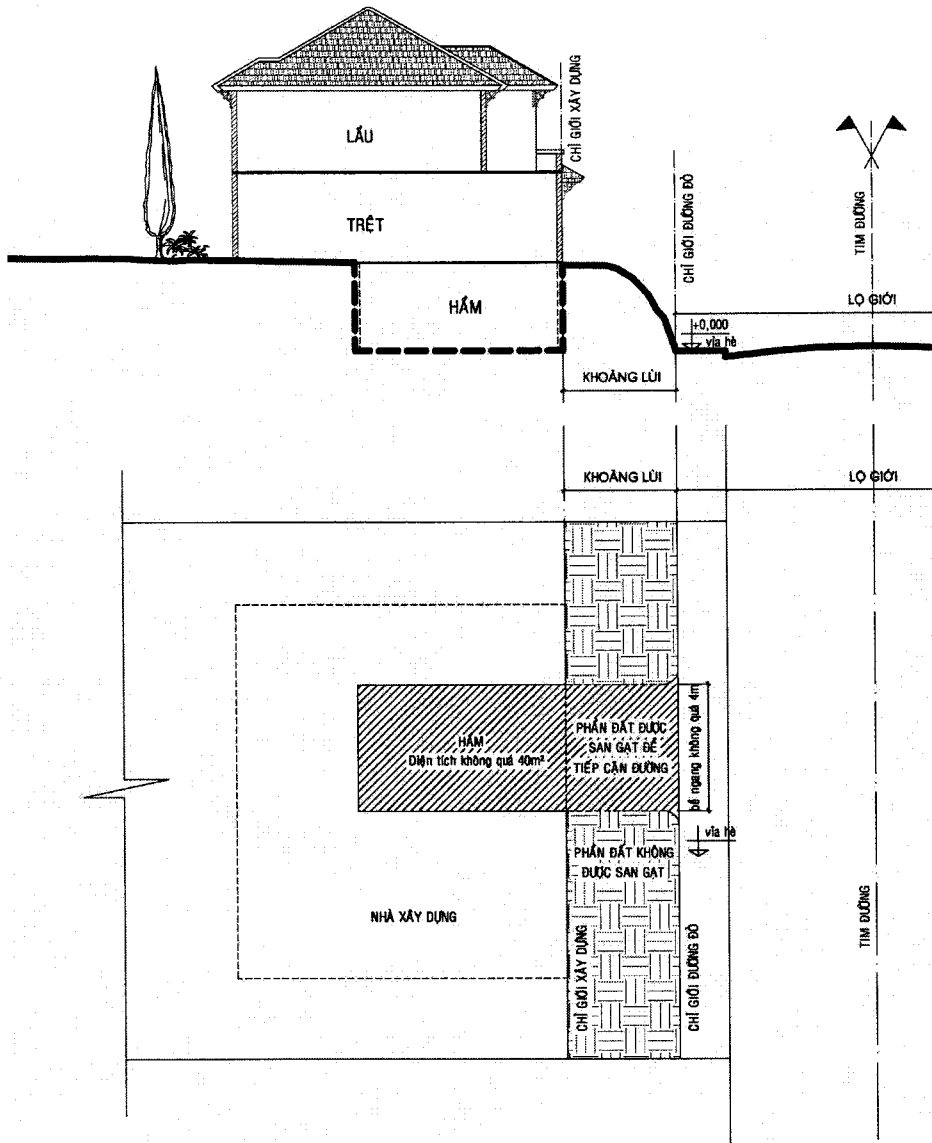 CHỈ GIỚI XÂY DỰNG
LẦU
TRỆT
HẦM
CHỈ GIỚI ĐƯỜNG ĐỎ
TIM ĐƯỜNG
LỘ GIỚI
+0,000
vỉa hè
KHOẢNG LÙI
KHOẢNG LÙI
LỘ GIỚI
HẦM
Diện tích không quá 40m²
PHẦN ĐẤT ĐƯỢC
SAN GẠT ĐỂ
TIẾP CẬN ĐƯỜNG
bề ngang không quá 4m
vỉa hè
PHẦN ĐẤT KHÔNG
ĐƯỢC SAN GẠT
NHÀ XÂY DỰNG
CHỈ GIỚI XÂY DỰNG
CHỈ GIỚI ĐƯỜNG ĐỎ
TIM ĐƯỜNG